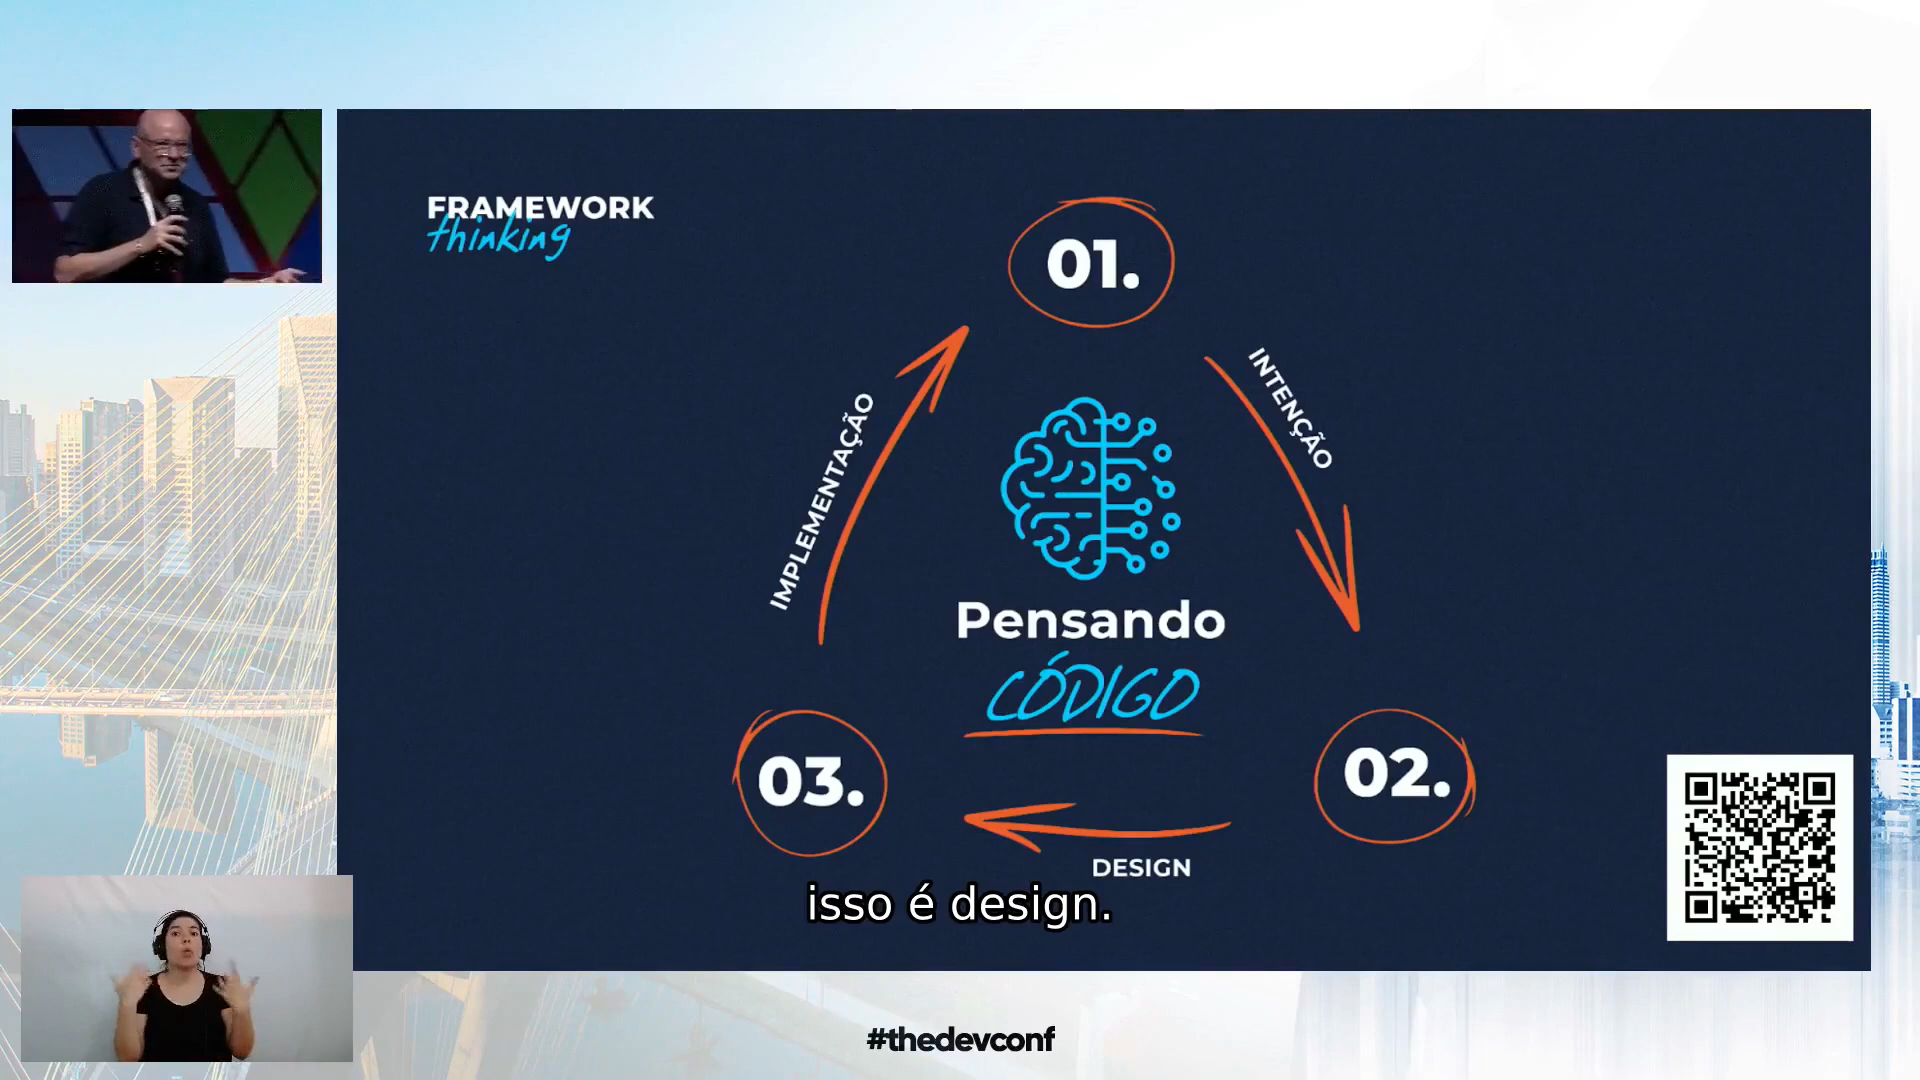 FRAMEWORK
thinking
01.
INTENÇÃO
IMPLEMENTAÇÃO
Pensando
CÓDIGO
03.
02.
DESIGN
isso é design.
#thedevconf